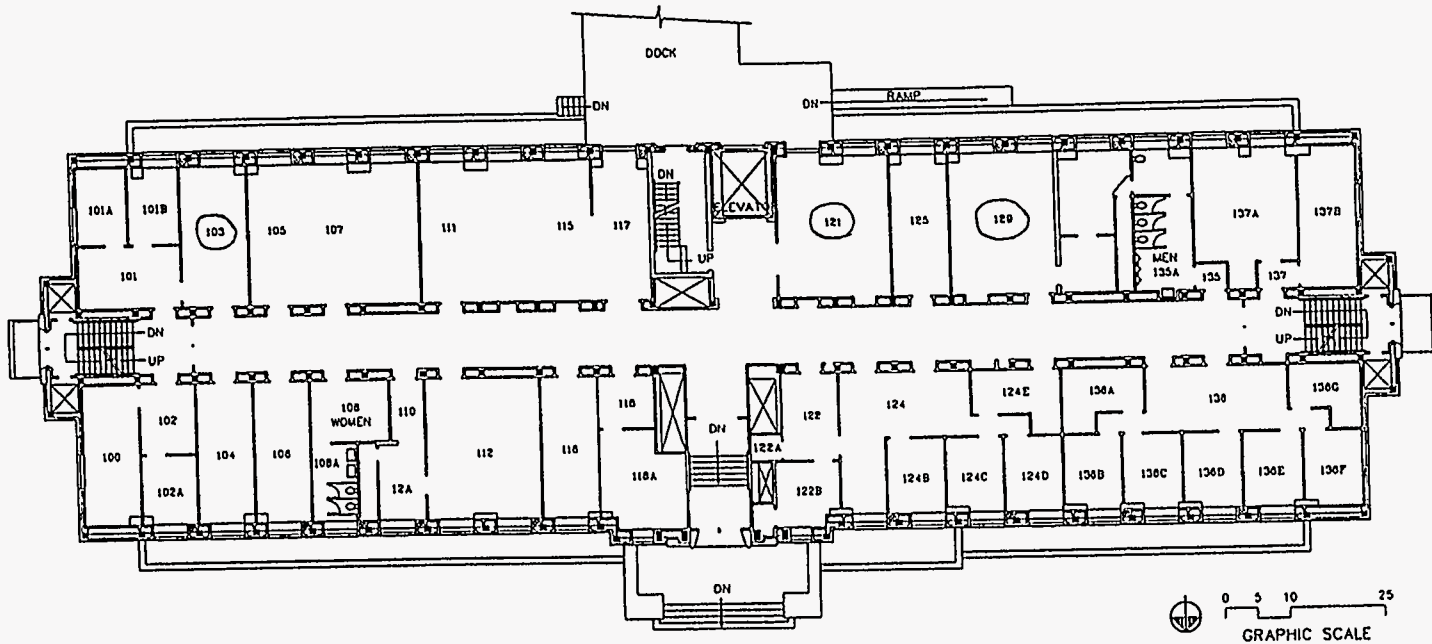 DOCK
DN
DN
RAMP
101A
101B
103
105
107
111
115
117
DN
ELEVATO
UP
121
125
129
MEN
135A
135
137A
137
137B
101
DN
UP
DN
UP
100
102
102A
104
106
108
WOMEN
108A
110
12A
112
116
118
118A
DN
122A
122
122B
124
124E
124B
124C
124D
136A
136
136G
136B
136C
136D
136E
136F
DN
0 5 10 25
GRAPHIC SCALE